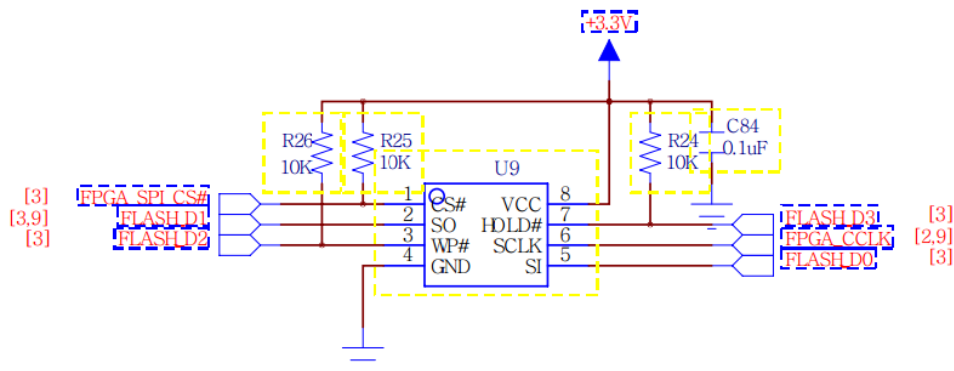 +3.3V
R26
10K
R25
10K
R24
10K
C84
0.1uF
U9
[3] FPGA_SPI_CS# 1 CS# VCC 8
[3,9] FLASH_D1 2 SO HOLD# 7 FLASH_D3 [3]
[3] FLASH_D2 3 WP# SCLK 6 FPGA_CCLK [2,9]
4 GND SI 5 FLASH_D0 [3]